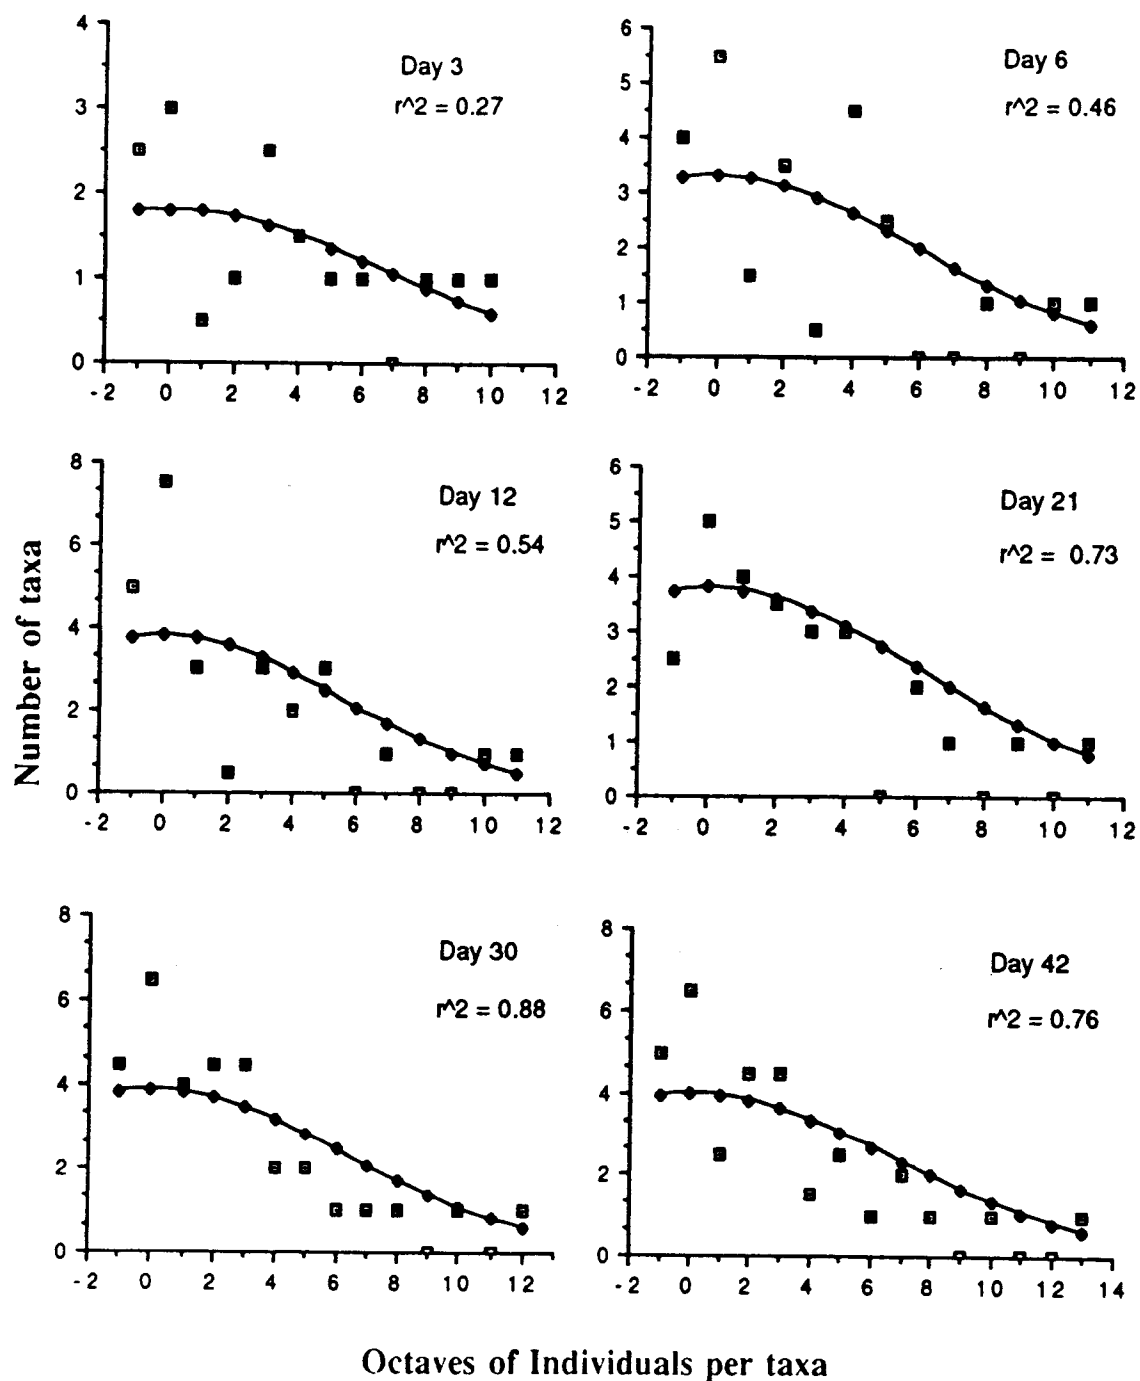 4
3
2
1
0
-2 0 2 4 6 8 10 12
Day 3
r^2 = 0.27
6
5
4
3
2
1
0
-2 0 2 4 6 8 10 12
Day 6
r^2 = 0.46
8
6
4
2
0
-2 0 2 4 6 8 10 12
Day 12
r^2 = 0.54
6
5
4
3
2
1
0
-2 0 2 4 6 8 10 12
Day 21
r^2 = 0.73
8
6
4
2
0
-2 0 2 4 6 8 10 12
Day 30
r^2 = 0.88
8
6
4
2
0
-2 0 2 4 6 8 10 12 14
Day 42
r^2 = 0.76
Number of taxa
Octaves of Individuals per taxa